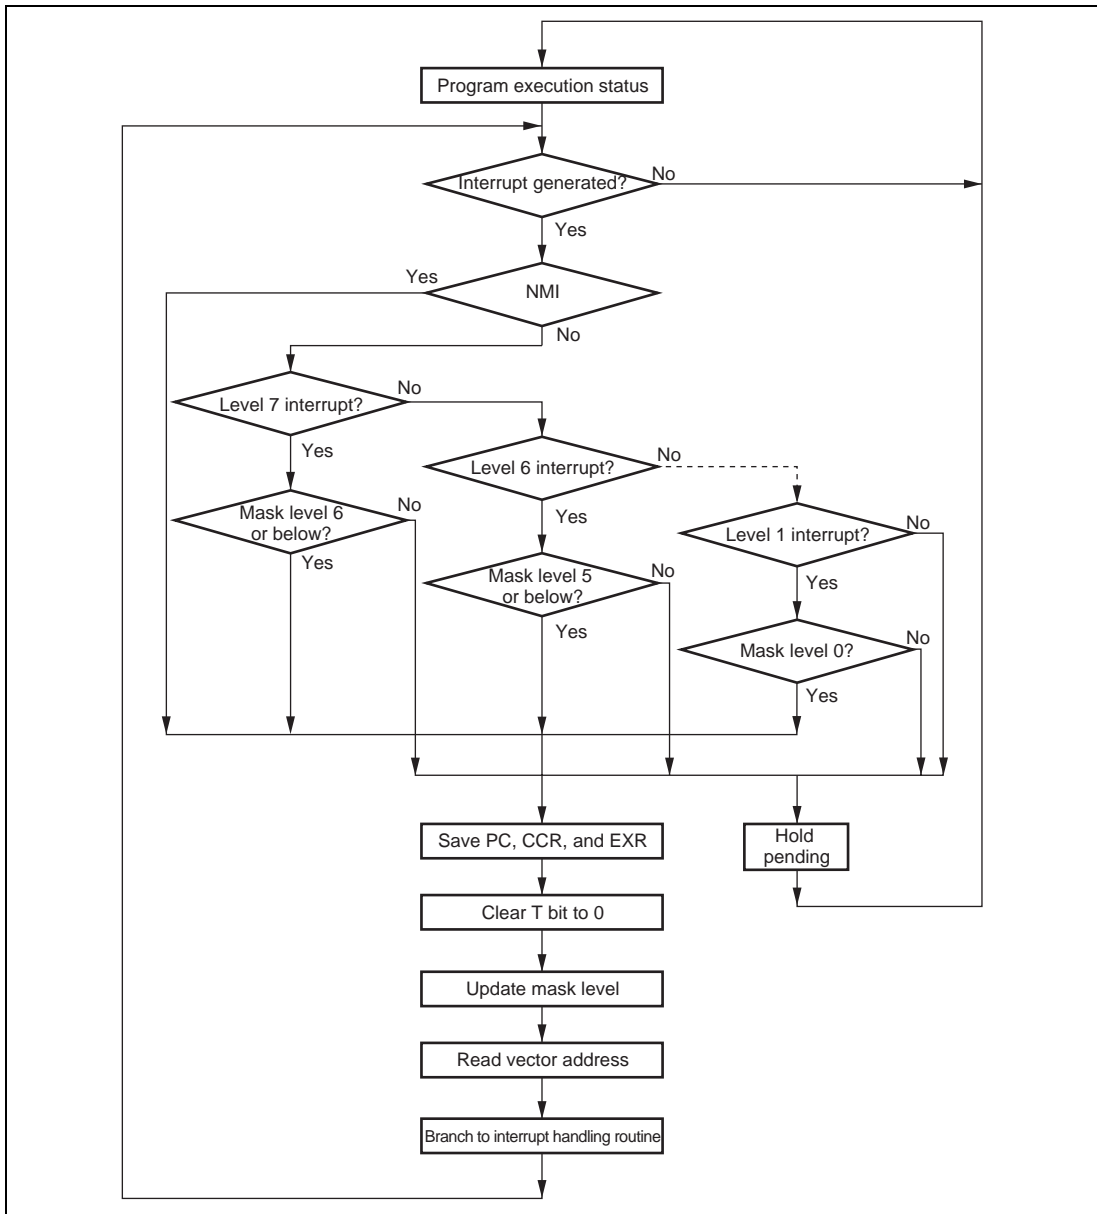 Program execution status
Interrupt generated?
No
Yes
Yes
NMI
No
Level 7 interrupt?
No
Yes
Level 6 interrupt?
No
Mask level 6
or below?
No
Yes
Yes
Level 1 interrupt?
No
Mask level 5
or below?
No
Yes
Yes
Mask level 0?
No
Yes
Save PC, CCR, and EXR
Hold
pending
Clear T bit to 0
Update mask level
Read vector address
Branch to interrupt handling routine